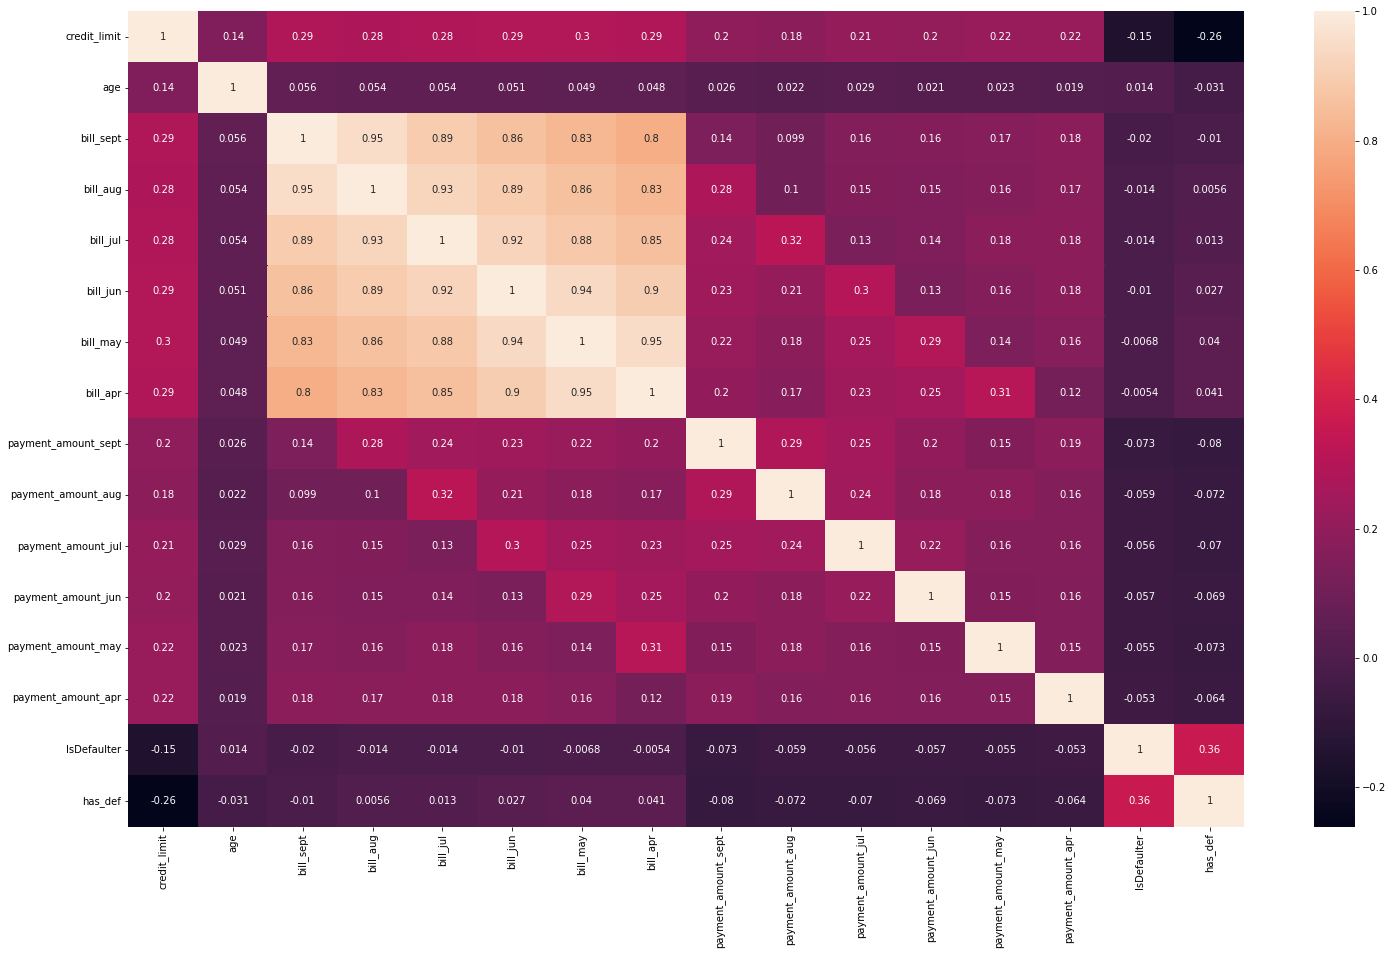 credit_limit 1 0.14 0.29 0.28 0.28 0.29 0.3 0.29 0.2 0.18 0.21 0.2 0.22 0.22 -0.15 -0.26
age 0.14 1 0.056 0.054 0.054 0.051 0.049 0.048 0.026 0.022 0.029 0.021 0.023 0.019 0.014 -0.031
bill_sept 0.29 0.056 1 0.95 0.89 0.86 0.83 0.8 0.14 0.099 0.16 0.16 0.17 0.18 -0.02 -0.01
bill_aug 0.28 0.054 0.95 1 0.93 0.89 0.86 0.83 0.28 0.1 0.15 0.15 0.16 0.17 -0.014 0.0056
bill_jul 0.28 0.054 0.89 0.93 1 0.92 0.88 0.85 0.24 0.32 0.13 0.14 0.18 0.18 -0.014 0.013
bill_jun 0.29 0.051 0.86 0.89 0.92 1 0.94 0.9 0.23 0.21 0.3 0.13 0.16 0.18 -0.01 0.027
bill_may 0.3 0.049 0.83 0.86 0.88 0.94 1 0.95 0.22 0.18 0.25 0.29 0.14 0.16 -0.0068 0.04
bill_apr 0.29 0.048 0.8 0.83 0.85 0.9 0.95 1 0.2 0.17 0.23 0.25 0.31 0.12 -0.0054 0.041
payment_amount_sept 0.2 0.026 0.14 0.28 0.24 0.23 0.22 0.2 1 0.29 0.25 0.2 0.15 0.19 -0.073 -0.08
payment_amount_aug 0.18 0.022 0.099 0.1 0.32 0.21 0.18 0.17 0.29 1 0.24 0.18 0.18 0.16 -0.059 -0.072
payment_amount_jul 0.21 0.029 0.16 0.15 0.13 0.3 0.25 0.23 0.25 0.24 1 0.22 0.16 0.16 -0.056 -0.07
payment_amount_jun 0.2 0.021 0.16 0.15 0.14 0.13 0.29 0.25 0.2 0.18 0.22 1 0.15 0.16 -0.057 -0.069
payment_amount_may 0.22 0.023 0.17 0.16 0.18 0.16 0.14 0.31 0.15 0.18 0.16 0.15 1 0.15 -0.055 -0.073
payment_amount_apr 0.22 0.019 0.18 0.17 0.18 0.18 0.16 0.12 0.19 0.16 0.16 0.16 0.15 1 -0.053 -0.064
IsDefaulter -0.15 0.014 -0.02 -0.014 -0.014 -0.01 -0.0068 -0.0054 -0.073 -0.059 -0.056 -0.057 -0.055 -0.053 1 0.36
has_def -0.26 -0.031 -0.01 0.0056 0.013 0.027 0.04 0.041 -0.08 -0.072 -0.07 -0.069 -0.073 -0.064 0.36 1
credit_limit
age
bill_sept
bill_aug
bill_jul
bill_jun
bill_may
bill_apr
payment_amount_sept
payment_amount_aug
payment_amount_jul
payment_amount_jun
payment_amount_may
payment_amount_apr
IsDefaulter
has_def
1.0
0.8
0.6
0.4
0.2
0.0
−0.2